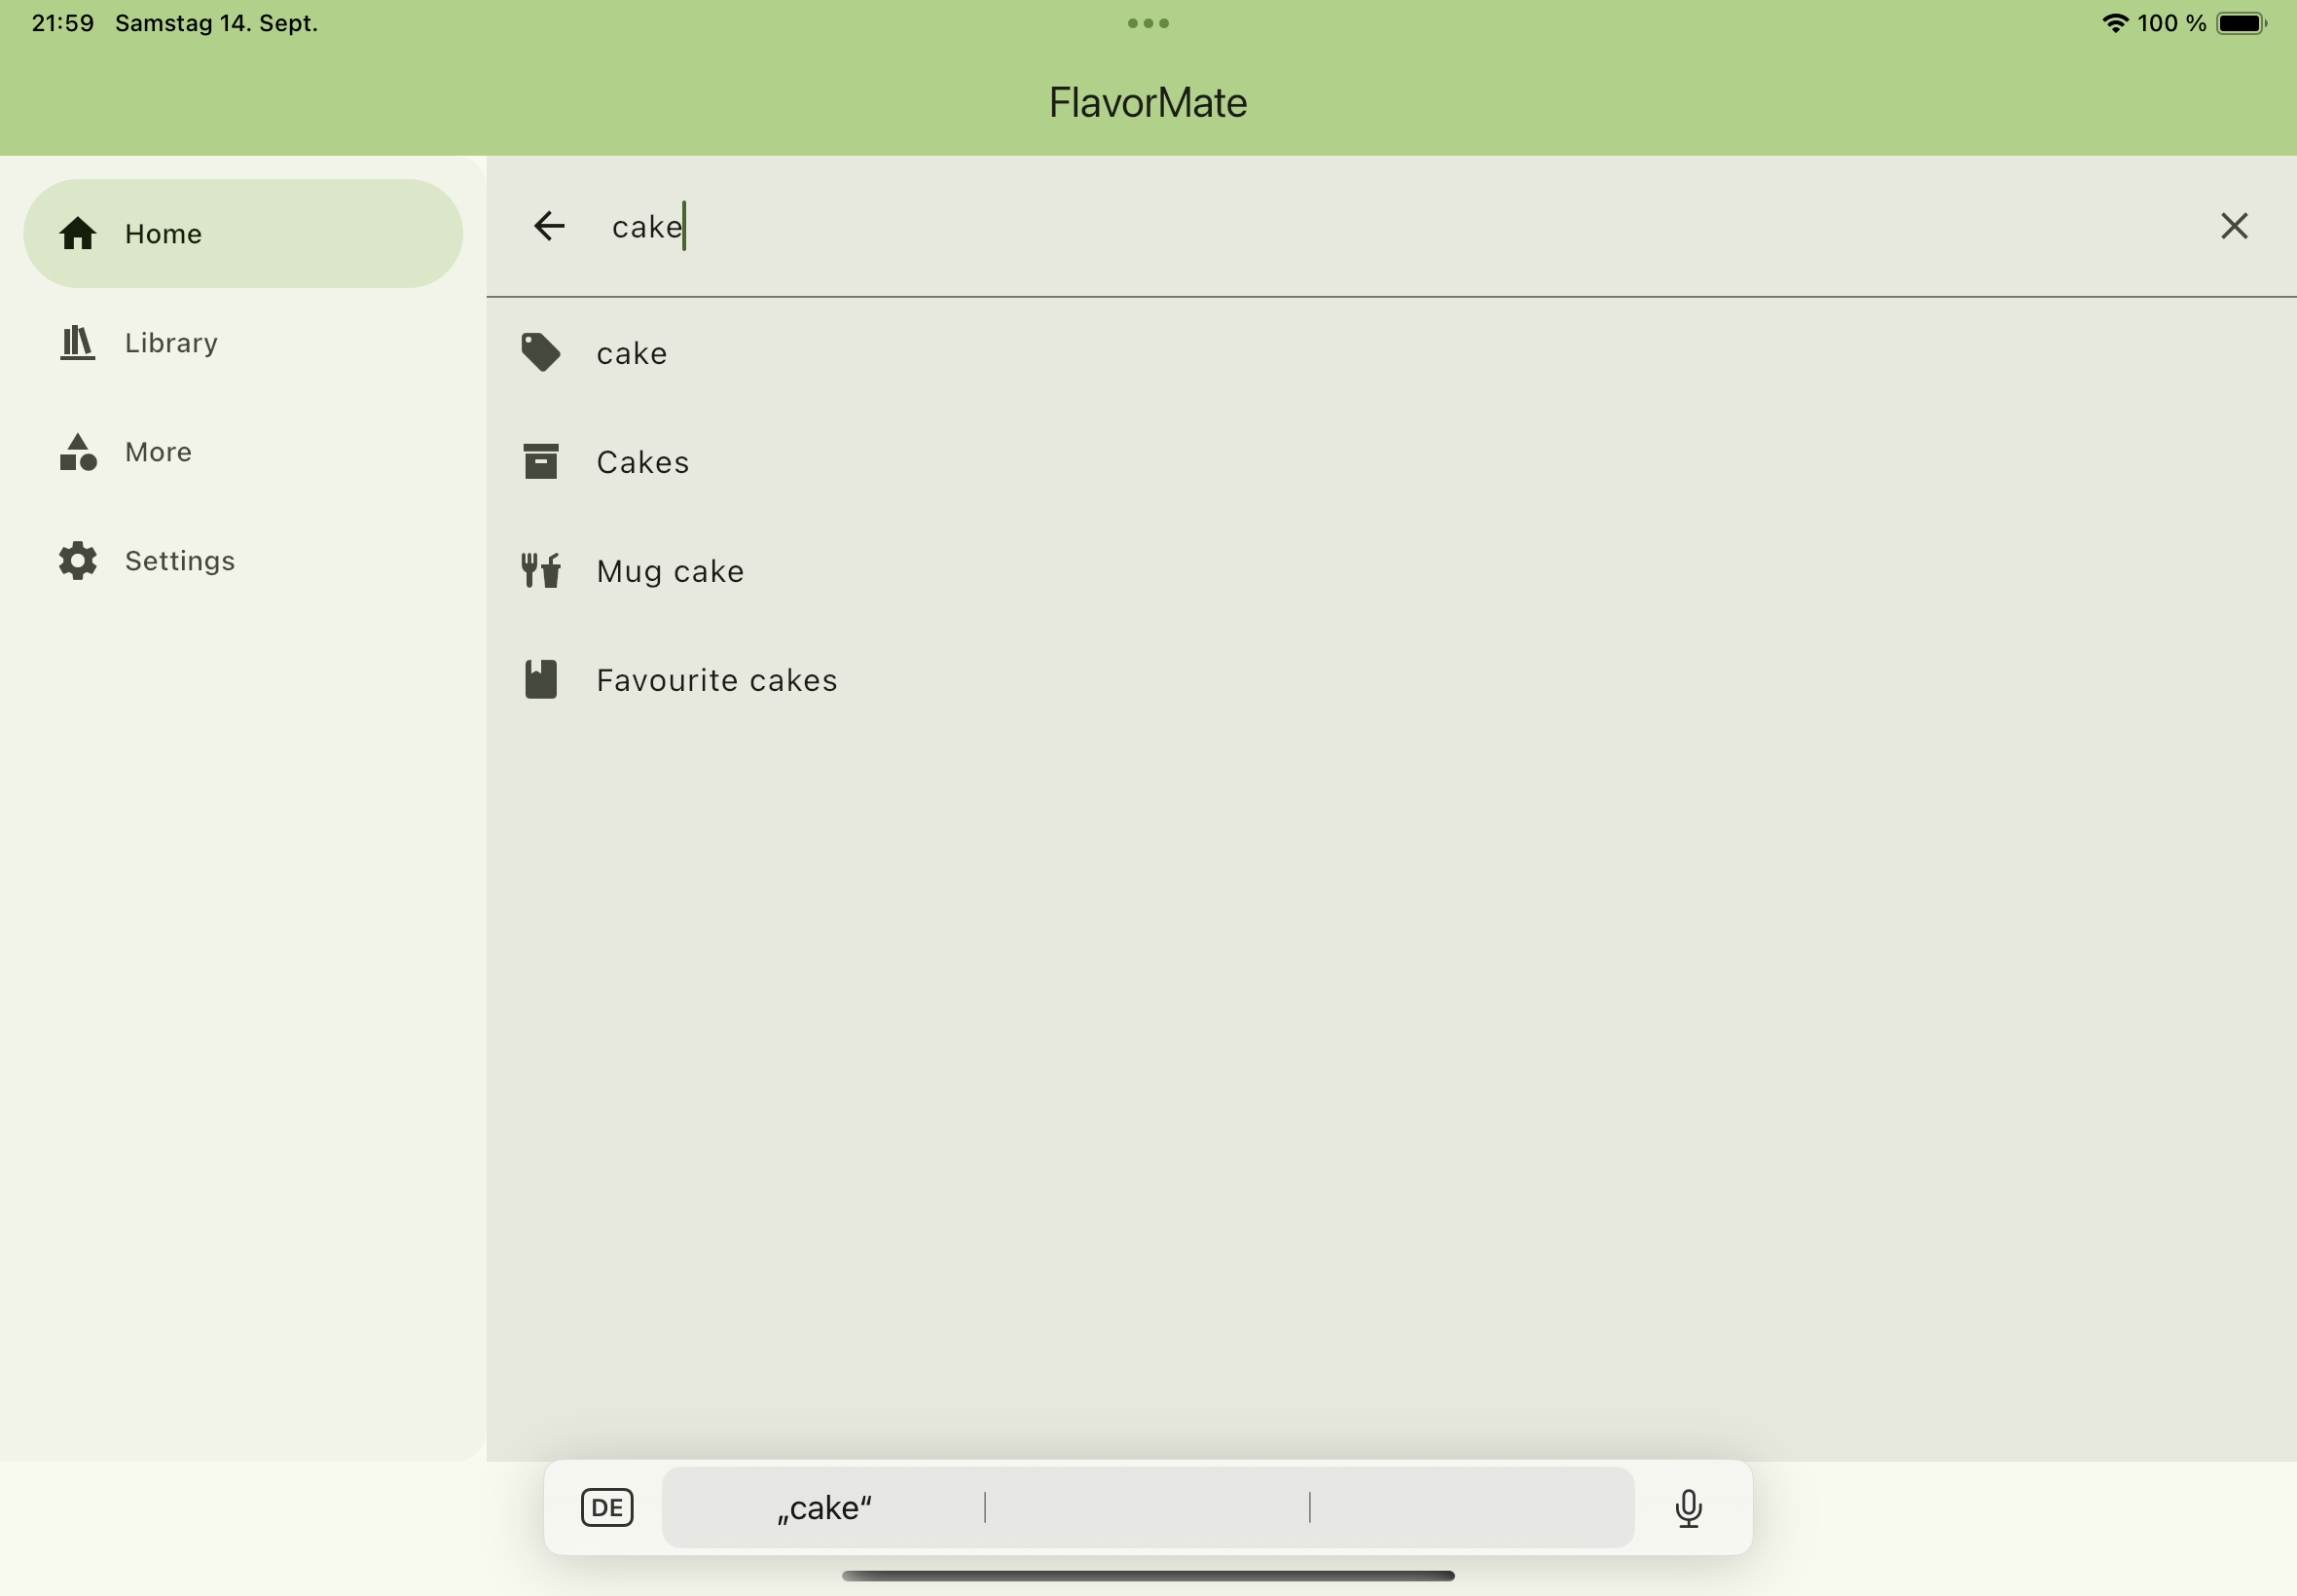 21:59 Samstag 14. Sept.
100 %
FlavorMate
Home
Library
More
Settings
cake
cake
Cakes
Mug cake
Favourite cakes
DE
„cake“